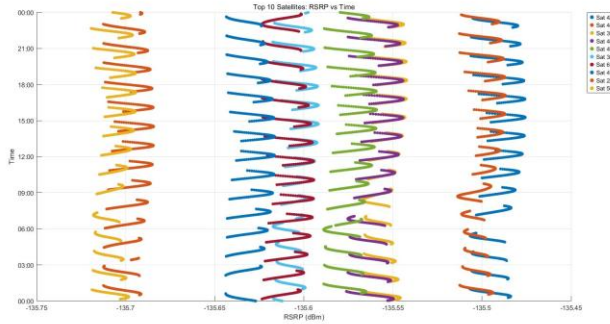 Top 10 Satellites: RSRP vs Time
00:00
21:00
18:00
15:00
12:00
09:00
06:00
03:00
00:00
Time
-135.75
-135.7
-135.65
-135.6
-135.55
-135.5
-135.45
RSRP (dBm)
Sat 4
Sat 4
Sat 3
Sat 4
Sat 4
Sat 3
Sat 6
Sat 4
Sat 2
Sat 5